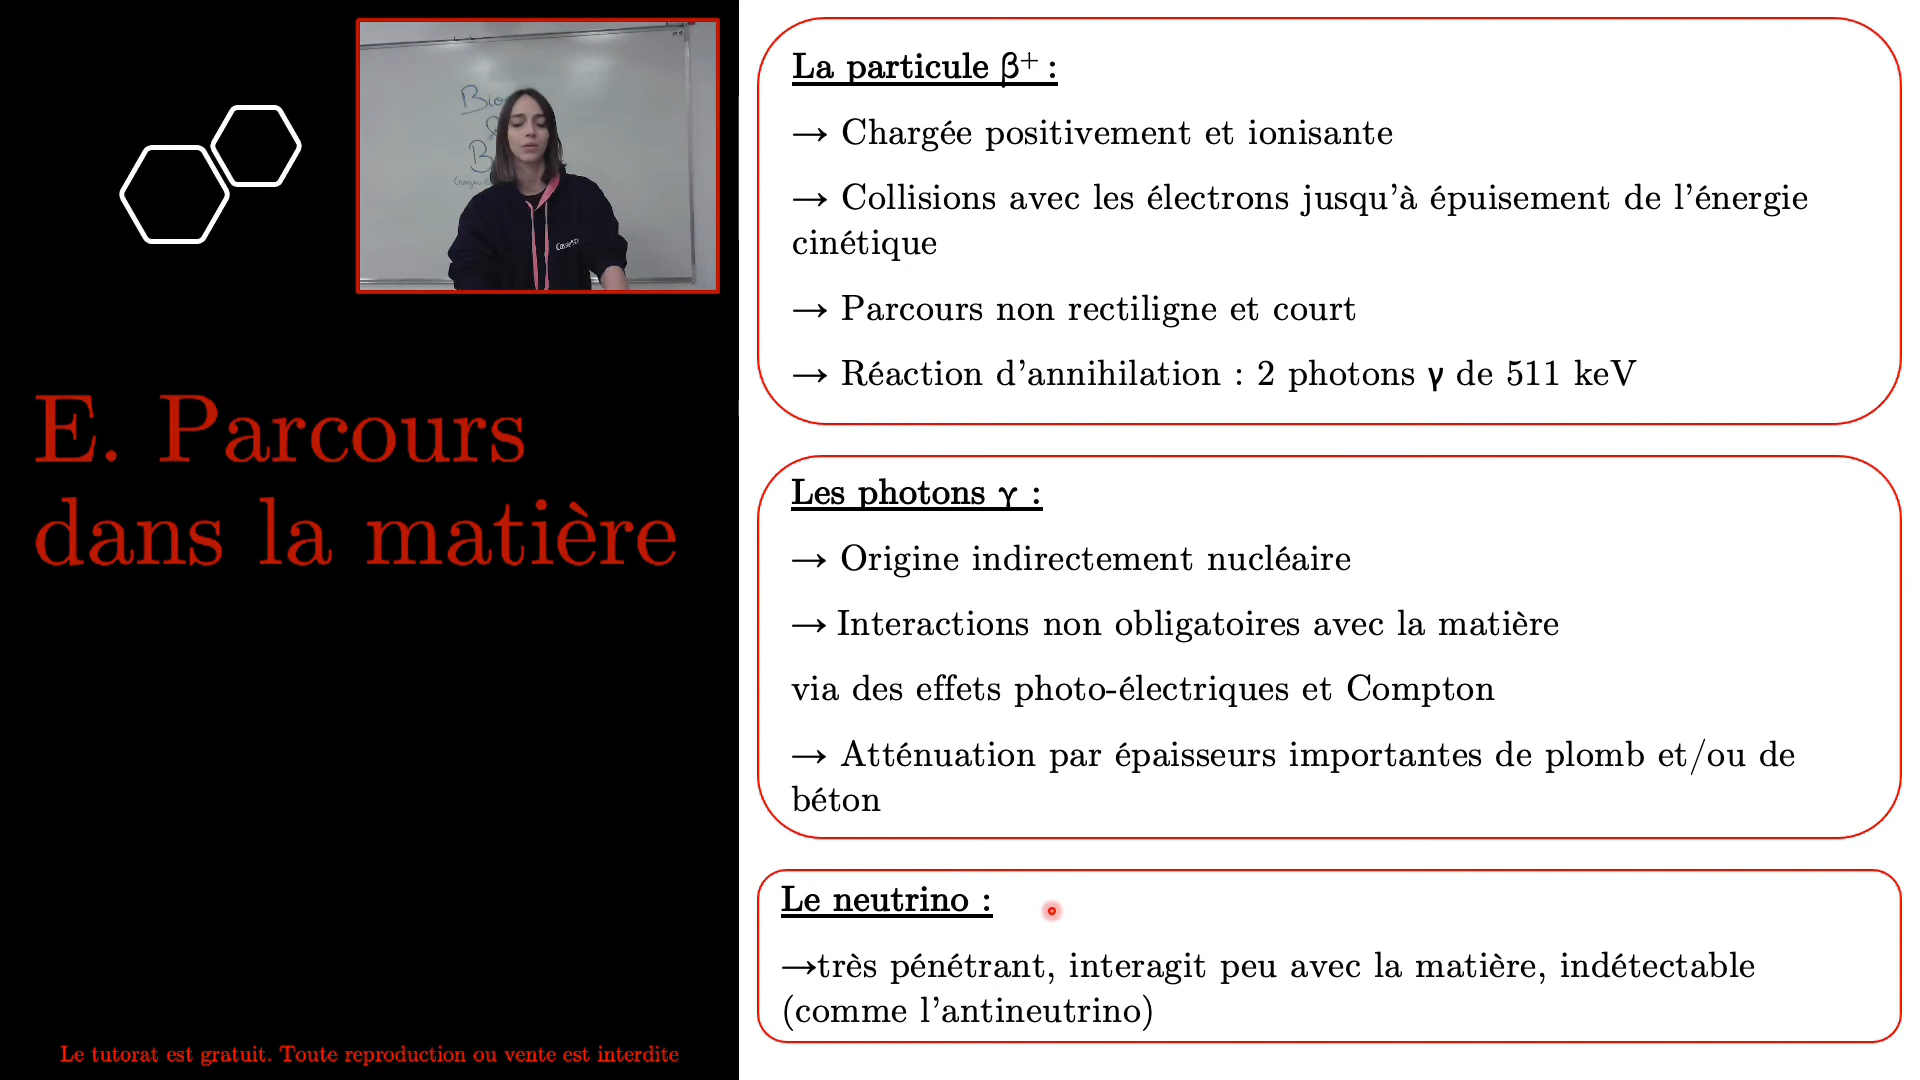 E. Parcours
dans la matière
Le tutorat est gratuit. Toute reproduction ou vente est interdite
La particule β⁺ :
→ Chargée positivement et ionisante
→ Collisions avec les électrons jusqu'à épuisement de l'énergie
cinétique
→ Parcours non rectiligne et court
→ Réaction d'annihilation : 2 photons γ de 511 keV
Les photons γ :
→ Origine indirectement nucléaire
→ Interactions non obligatoires avec la matière
via des effets photo-électriques et Compton
→ Atténuation par épaisseurs importantes de plomb et/ou de
béton
Le neutrino :
→très pénétrant, interagit peu avec la matière, indétectable
(comme l'antineutrino)